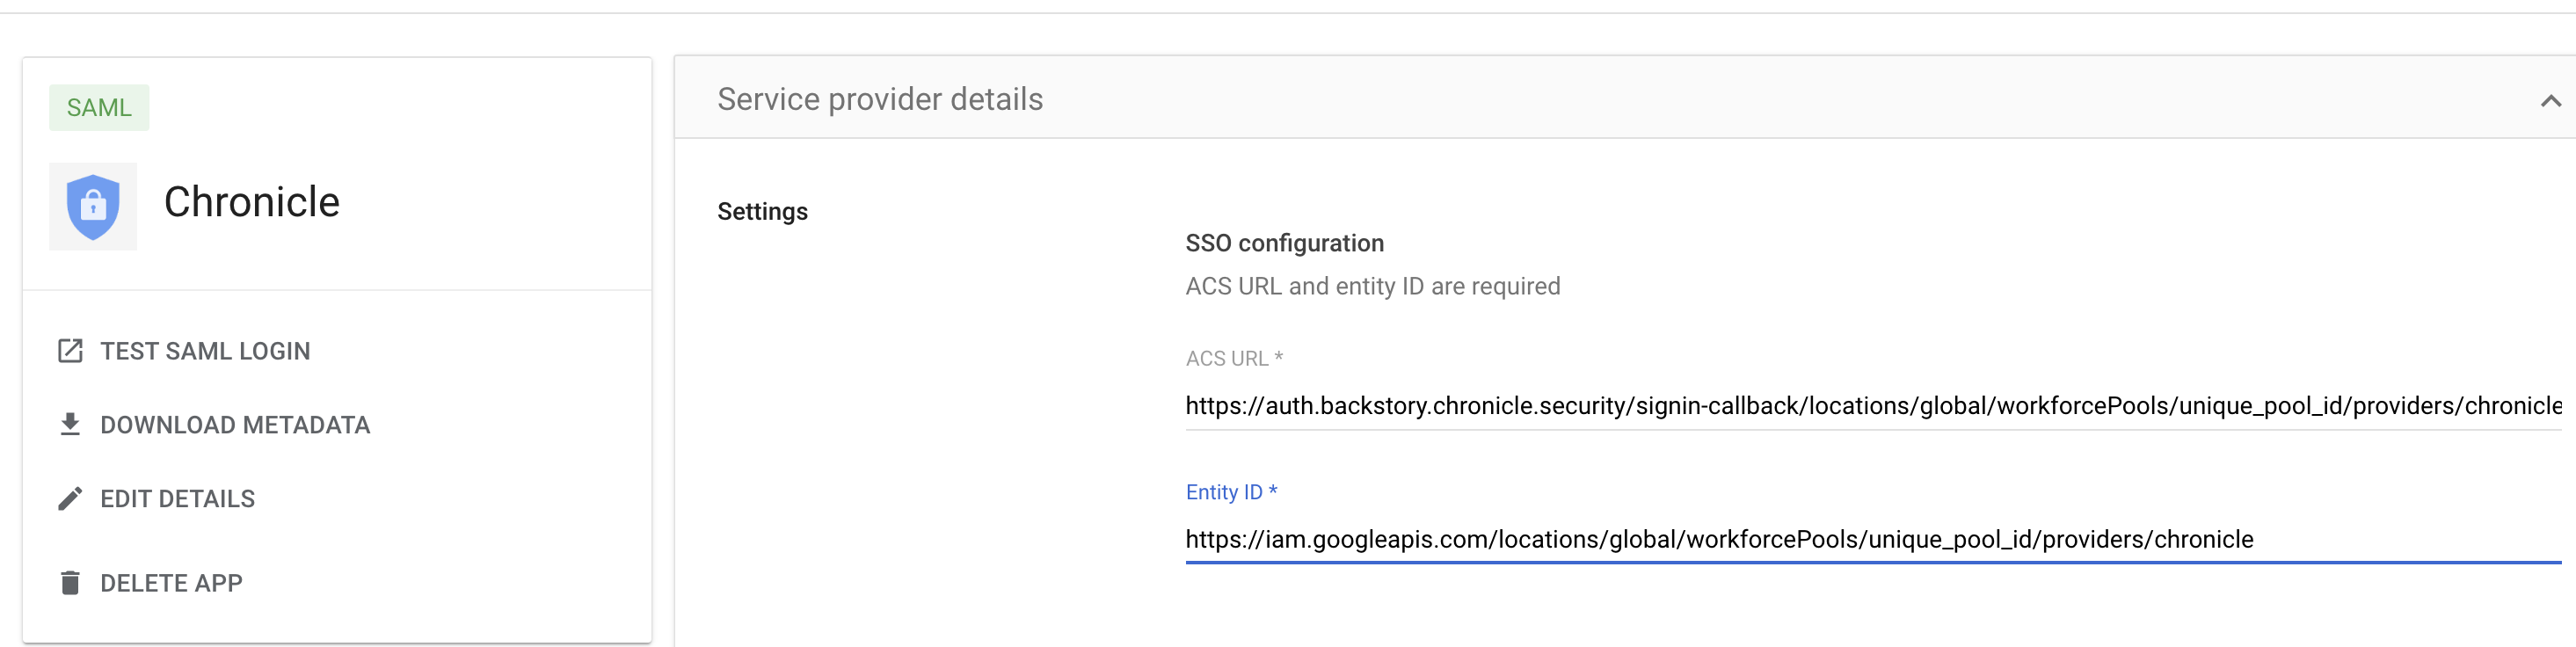 SAML
Chronicle
TEST SAML LOGIN
DOWNLOAD METADATA
EDIT DETAILS
DELETE APP
Service provider details
Settings
SSO configuration
ACS URL and entity ID are required
ACS URL *
https://auth.backstory.chronicle.security/signin-callback/locations/global/workforcePools/unique_pool_id/providers/chronicle
Entity ID *
https://iam.googleapis.com/locations/global/workforcePools/unique_pool_id/providers/chronicle